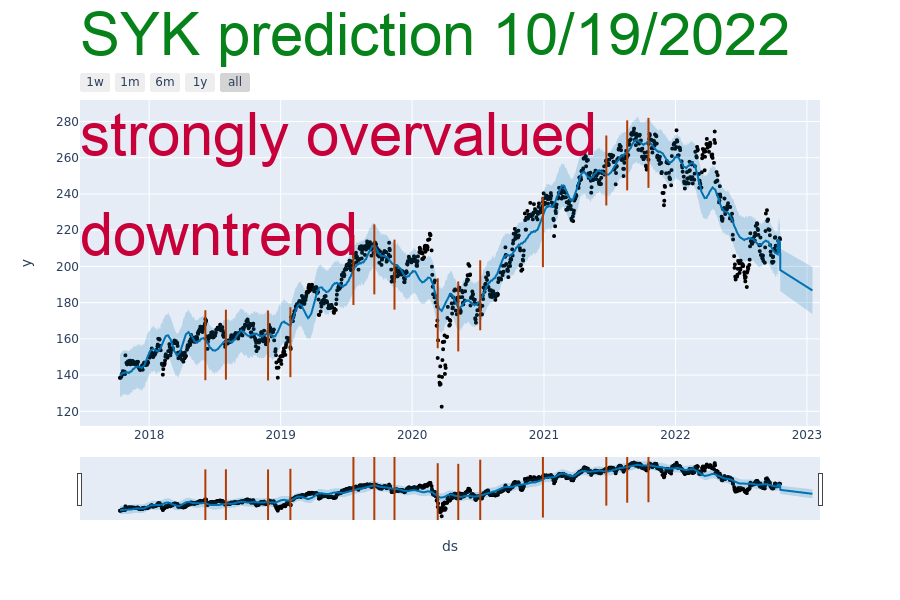 SYK prediction 10/19/2022
1w 1m 6m 1y all
strongly overvalued
downtrend
280
260
240
220
200
180
160
140
120
y
2018 2019 2020 2021 2022 2023
ds